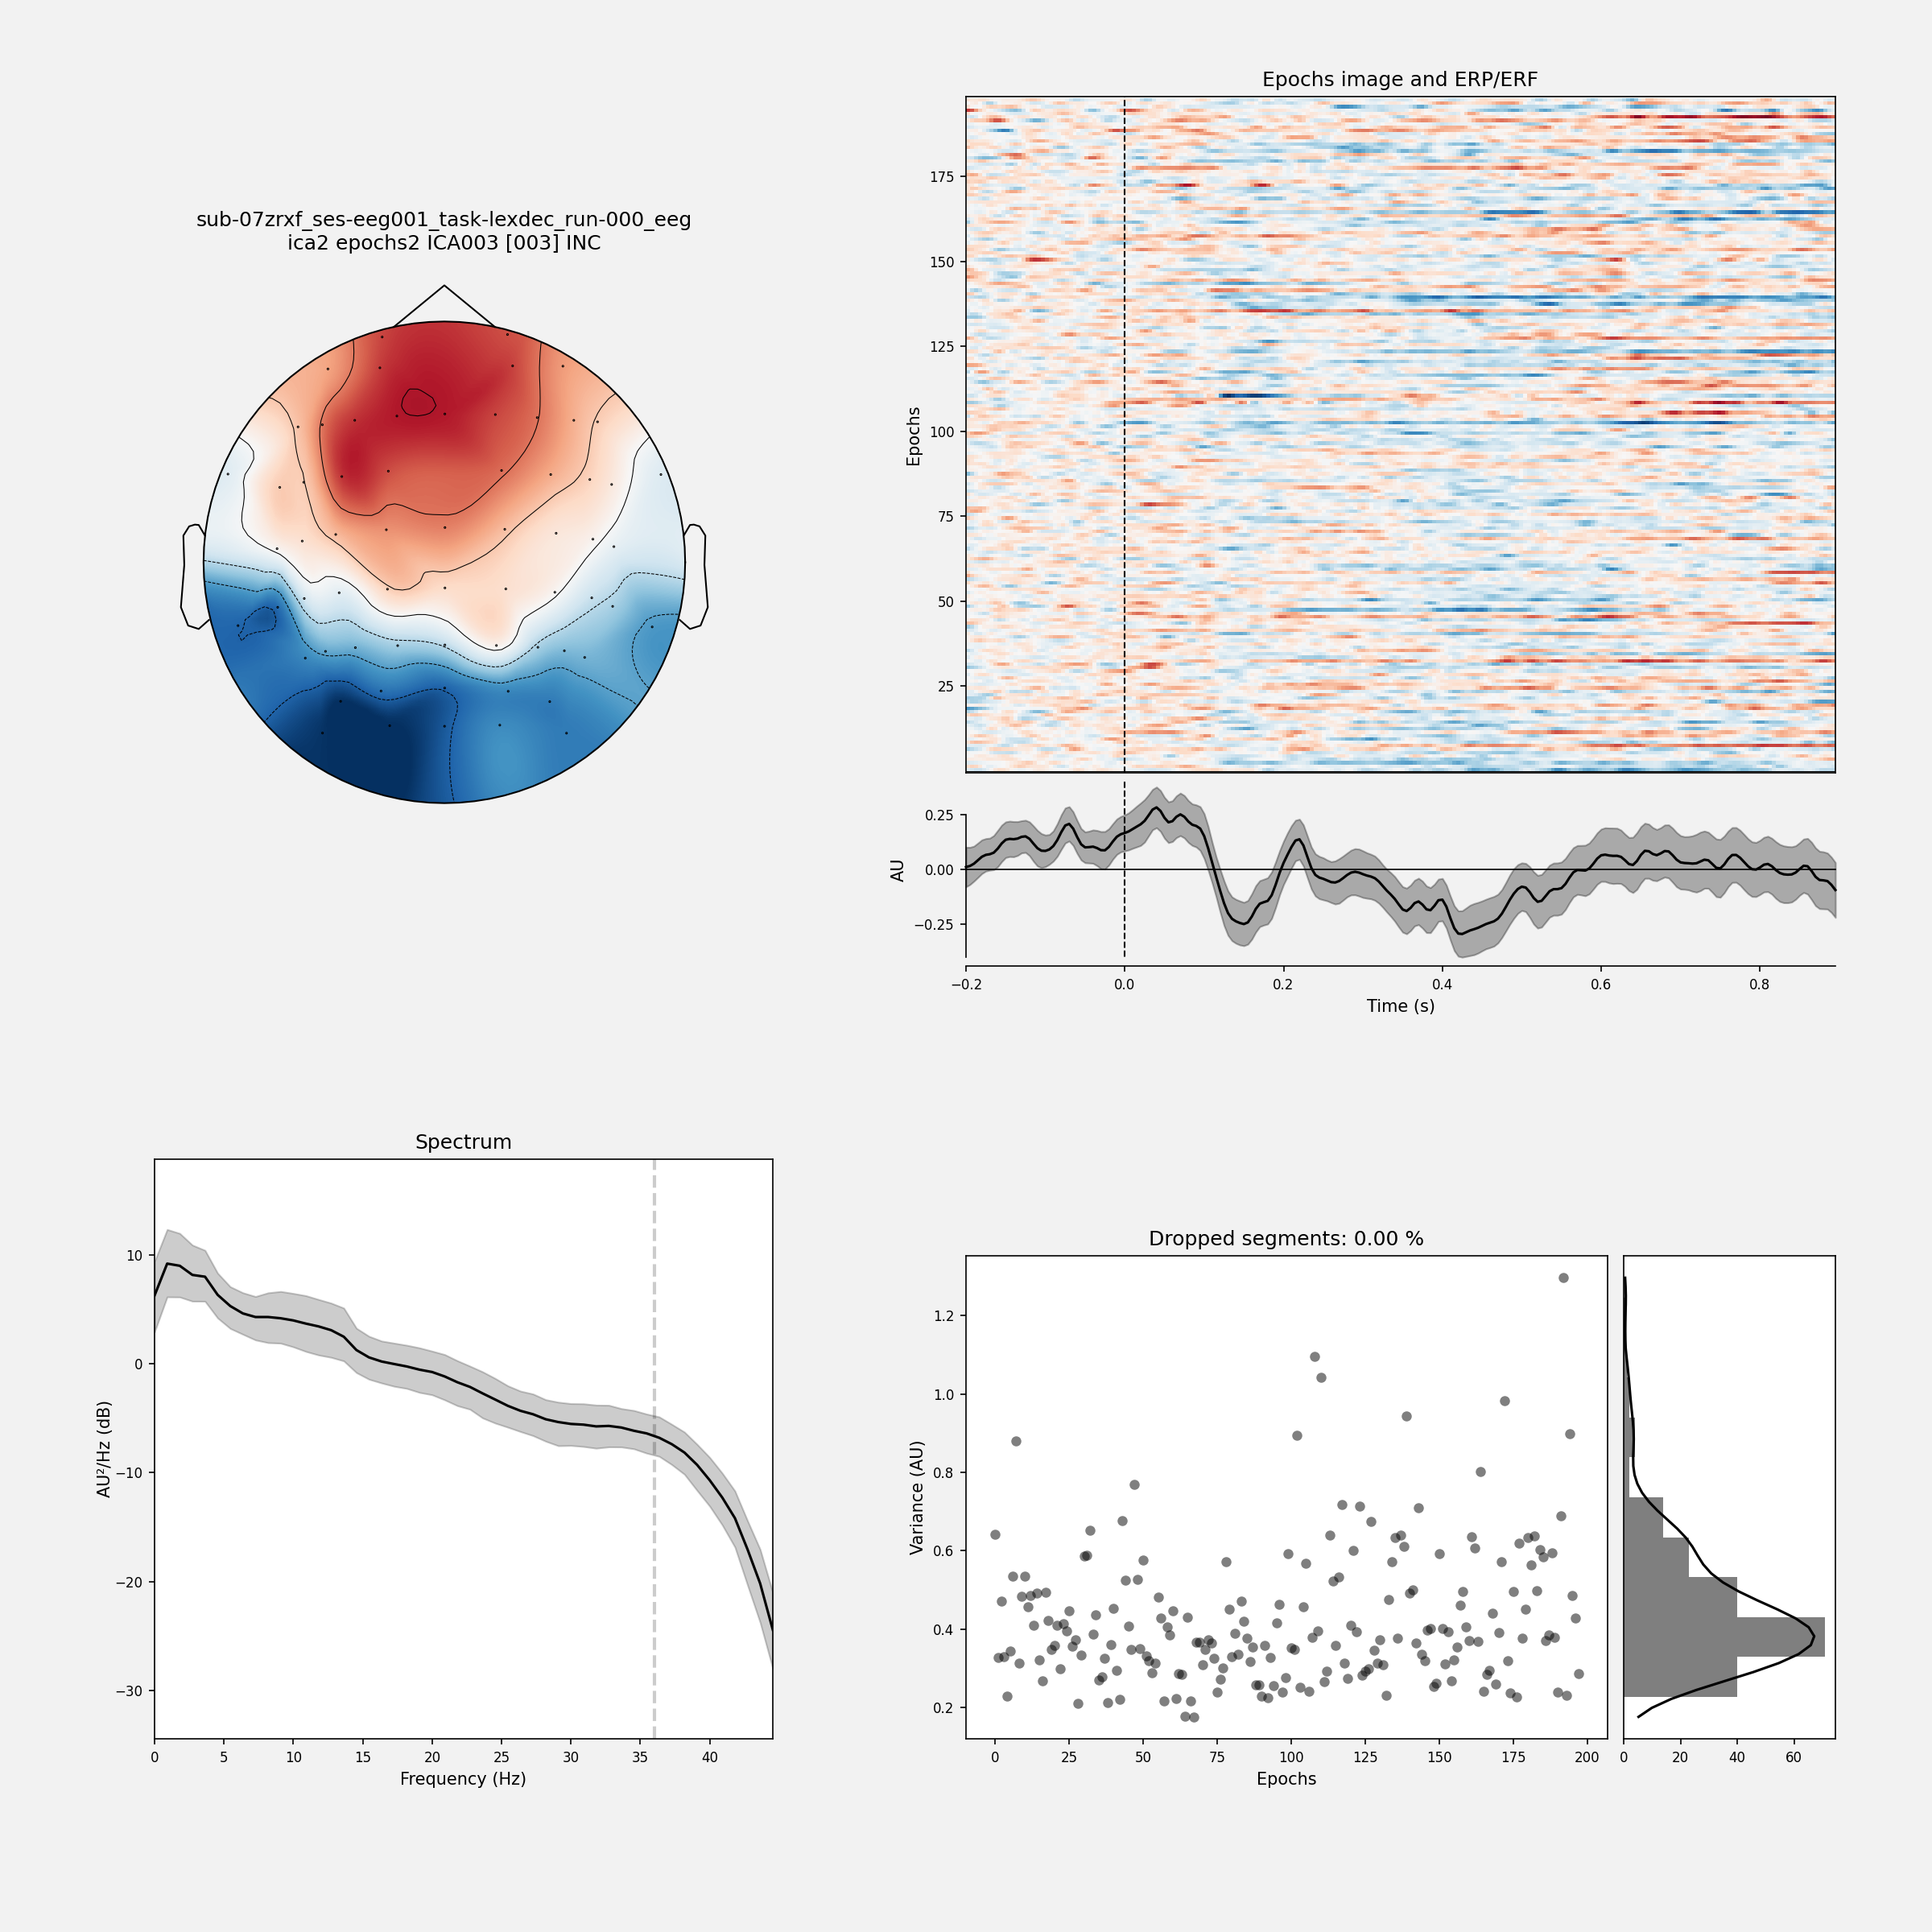 sub-07zrxf_ses-eeg001_task-lexdec_run-000_eeg
ica2 epochs2 ICA003 [003] INC
Epochs image and ERP/ERF
175
150
125
100
75
50
25
Epochs
0.25
0.00
−0.25
AU
−0.2 0.0 0.2 0.4 0.6 0.8
Time (s)
Spectrum
10
0
−10
−20
−30
AU²/Hz (dB)
0 5 10 15 20 25 30 35 40
Frequency (Hz)
Dropped segments: 0.00 %
1.2
1.0
0.8
0.6
0.4
0.2
Variance (AU)
0 25 50 75 100 125 150 175 200
Epochs
0 20 40 60